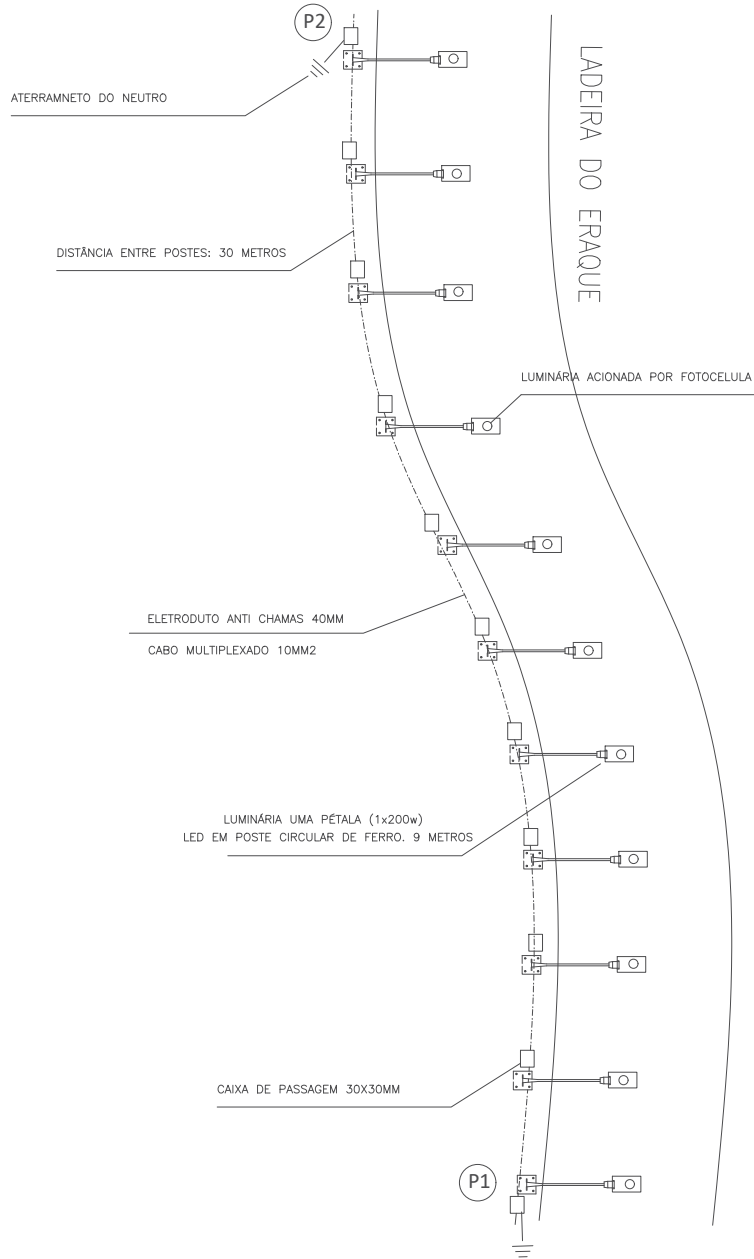 P2
ATERRAMNETO DO NEUTRO
LADEIRA DO ERAQUE
DISTÂNCIA ENTRE POSTES: 30 METROS
LUMINÁRIA ACIONADA POR FOTOCELULA
ELETRODUTO ANTI CHAMAS 40MM
CABO MULTIPLEXADO 10MM2
LUMINÁRIA UMA PÉTALA (1x200w)
LED EM POSTE CIRCULAR DE FERRO. 9 METROS
CAIXA DE PASSAGEM 30X30MM
P1